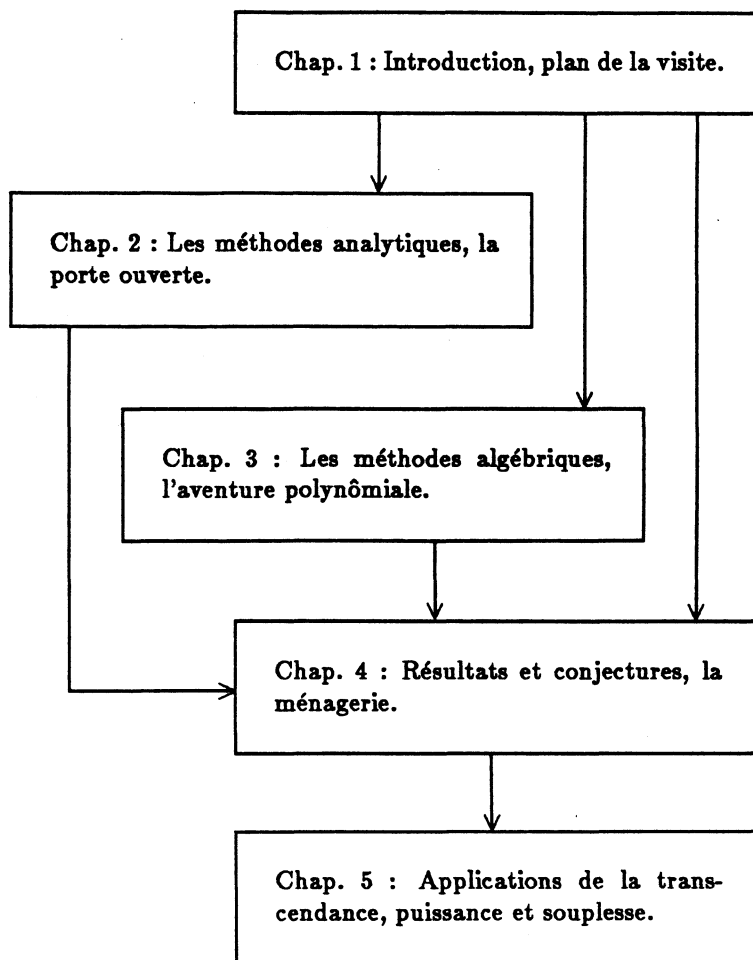 Chap. 1 : Introduction, plan de la visite.
Chap. 2 : Les méthodes analytiques, la
porte ouverte.
Chap. 3 : Les méthodes algébriques,
l'aventure polynômiale.
Chap. 4 : Résultats et conjectures, la
ménagerie.
Chap. 5 : Applications de la trans-
cendance, puissance et souplesse.